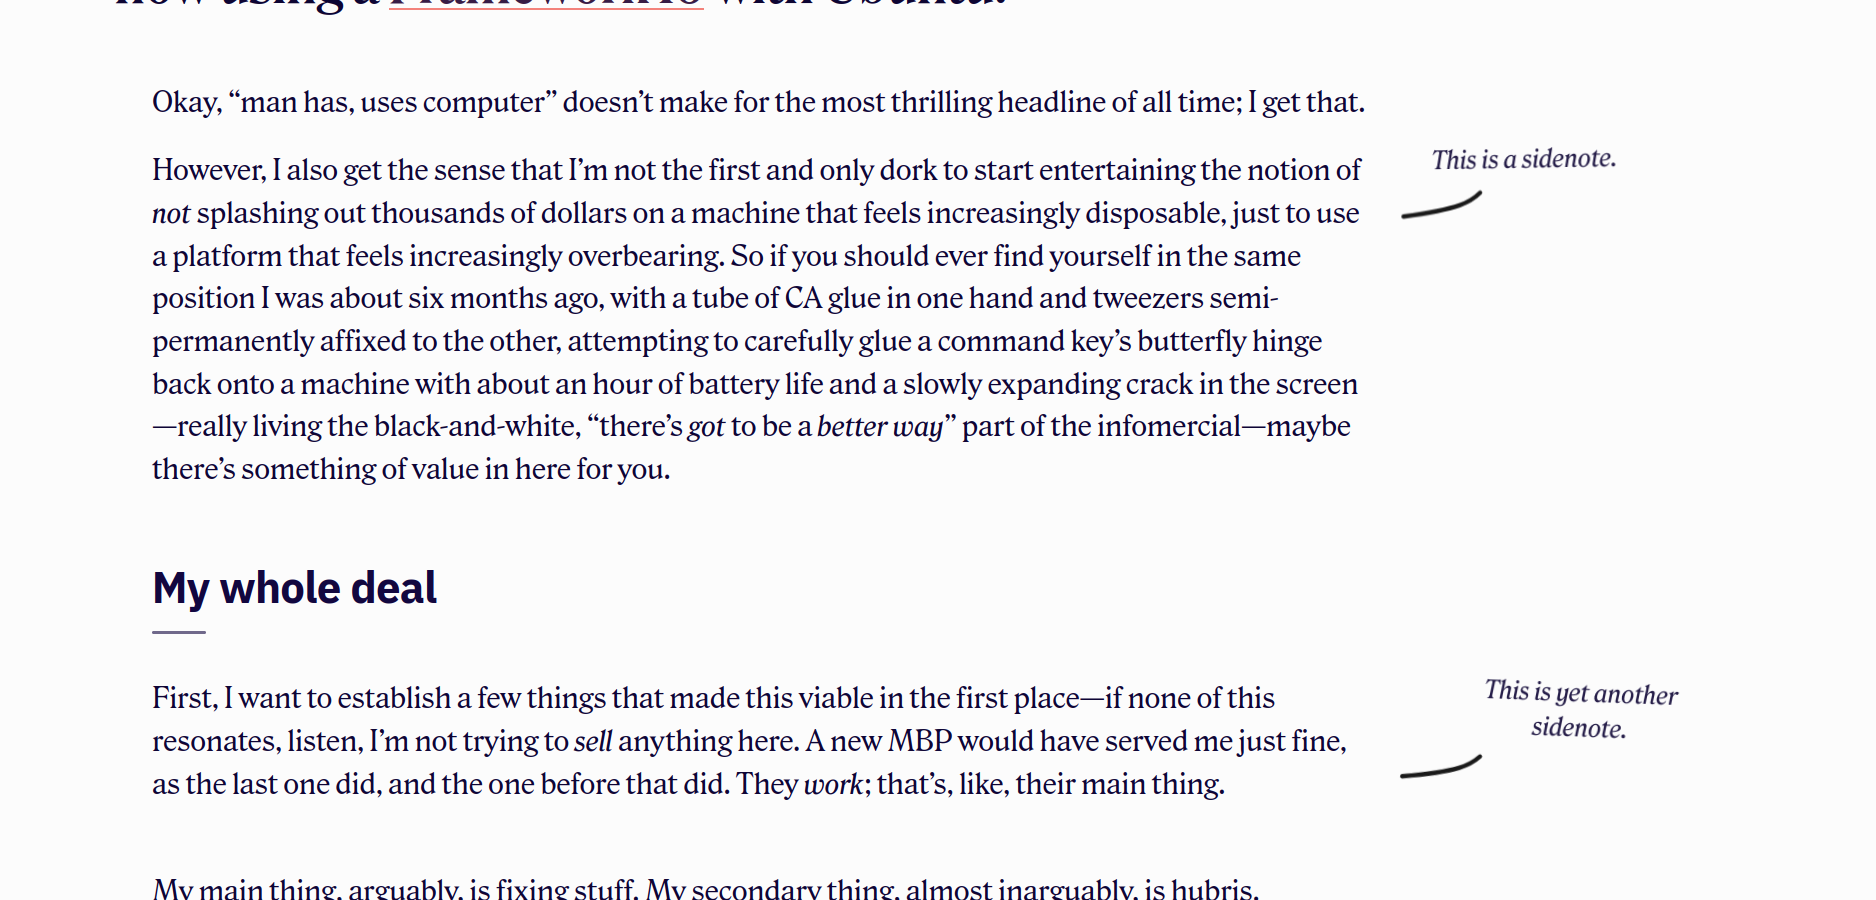 now using a Framework 13 with Ubuntu.
Okay, “man has, uses computer” doesn’t make for the most thrilling headline of all time; I get that.
However, I also get the sense that I’m not the first and only dork to start entertaining the notion of
not splashing out thousands of dollars on a machine that feels increasingly disposable, just to use
a platform that feels increasingly overbearing. So if you should ever find yourself in the same
position I was about six months ago, with a tube of CA glue in one hand and tweezers semi-
permanently affixed to the other, attempting to carefully glue a command key’s butterfly hinge
back onto a machine with about an hour of battery life and a slowly expanding crack in the screen
—really living the black-and-white, “there’s got to be a better way” part of the infomercial—maybe
there’s something of value in here for you.
This is a sidenote.
My whole deal
First, I want to establish a few things that made this viable in the first place—if none of this
resonates, listen, I’m not trying to sell anything here. A new MBP would have served me just fine,
as the last one did, and the one before that did. They work; that’s, like, their main thing.
This is yet another
sidenote.
My main thing, arguably, is fixing stuff. My secondary thing, almost inarguably, is hubris.